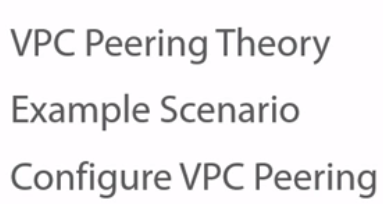 VPC Peering Theory
Example Scenario
Configure VPC Peering